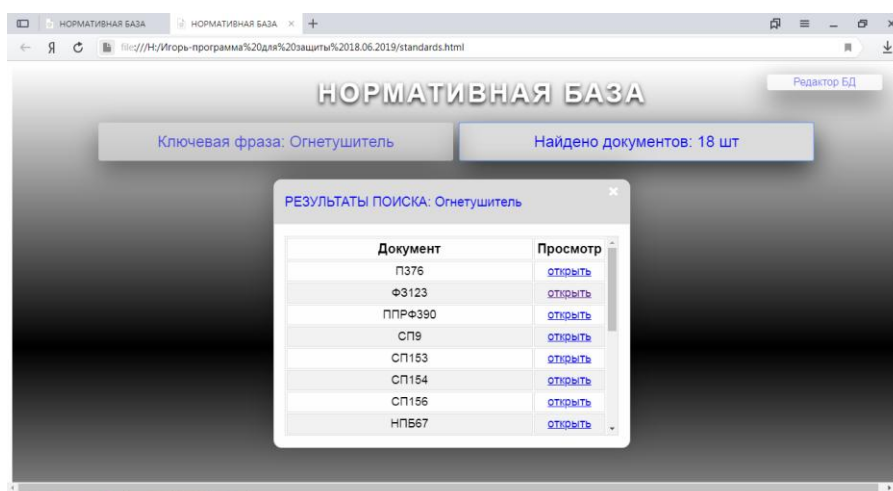 НОРМАТИВНАЯ БАЗА НОРМАТИВНАЯ БАЗА
Я file:///H:/Игорь-программа%20для%20защиты%2018.06.2019/standards.html
Редактор БД
НОРМАТИВНАЯ БАЗА
Ключевая фраза: Огнетушитель Найдено документов: 18 шт
РЕЗУЛЬТАТЫ ПОИСКА: Огнетушитель
Документ Просмотр
П376 открыть
ФЗ123 открыть
ППРФ390 открыть
СП9 открыть
СП153 открыть
СП154 открыть
СП156 открыть
НПБ67 открыть